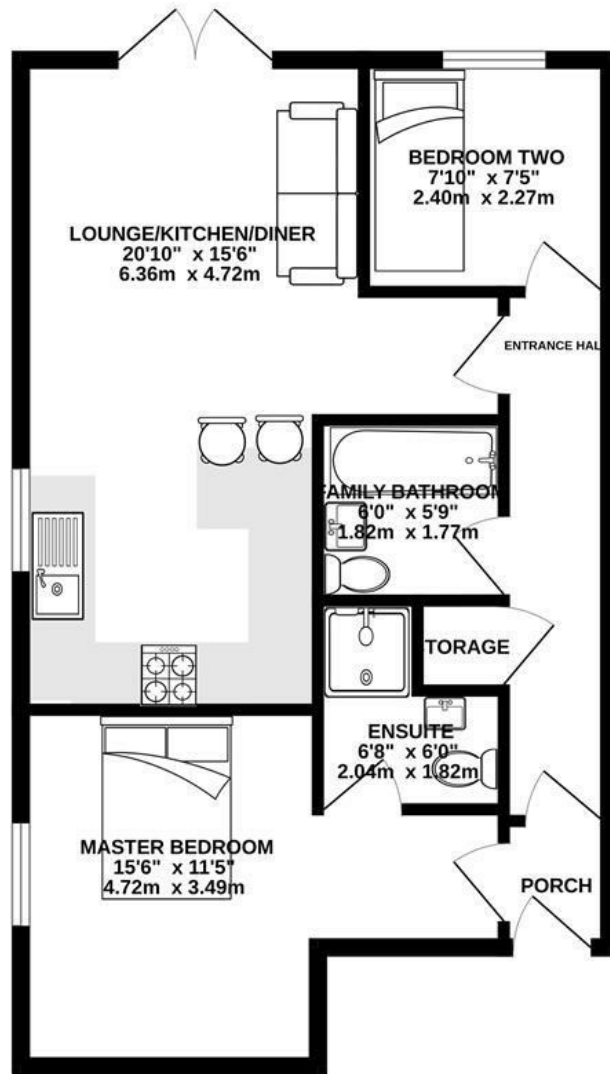 BEDROOM TWO
7'10" x 7'5"
2.40m x 2.27m
LOUNGE/KITCHEN/DINER
20'10" x 15'6"
6.36m x 4.72m
ENTRANCE HAL
FAMILY BATHROOM
6'0" x 5'9"
1.82m x 1.77m
TORAGE
ENSUITE
6'8" x 6'0"
2.04m x 1.82m
MASTER BEDROOM
15'6" x 11'5"
4.72m x 3.49m
PORCH